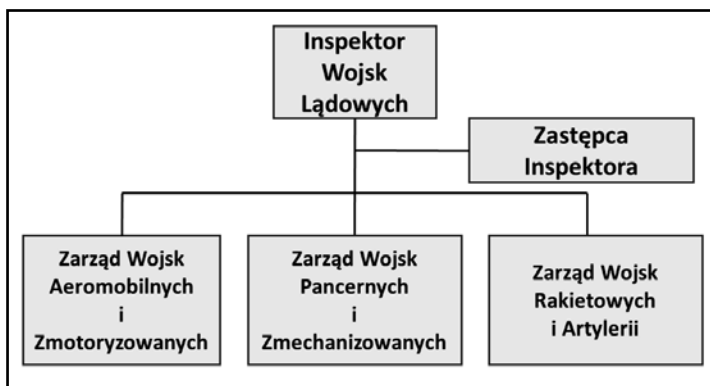 Inspektor
Wojsk
Lądowych
Zastępca
Inspektora
Zarząd Wojsk
Aeromobilnych
i
Zmotoryzowanych
Zarząd Wojsk
Pancernych
i
Zmechanizowanych
Zarząd Wojsk
Rakietowych
i Artylerii